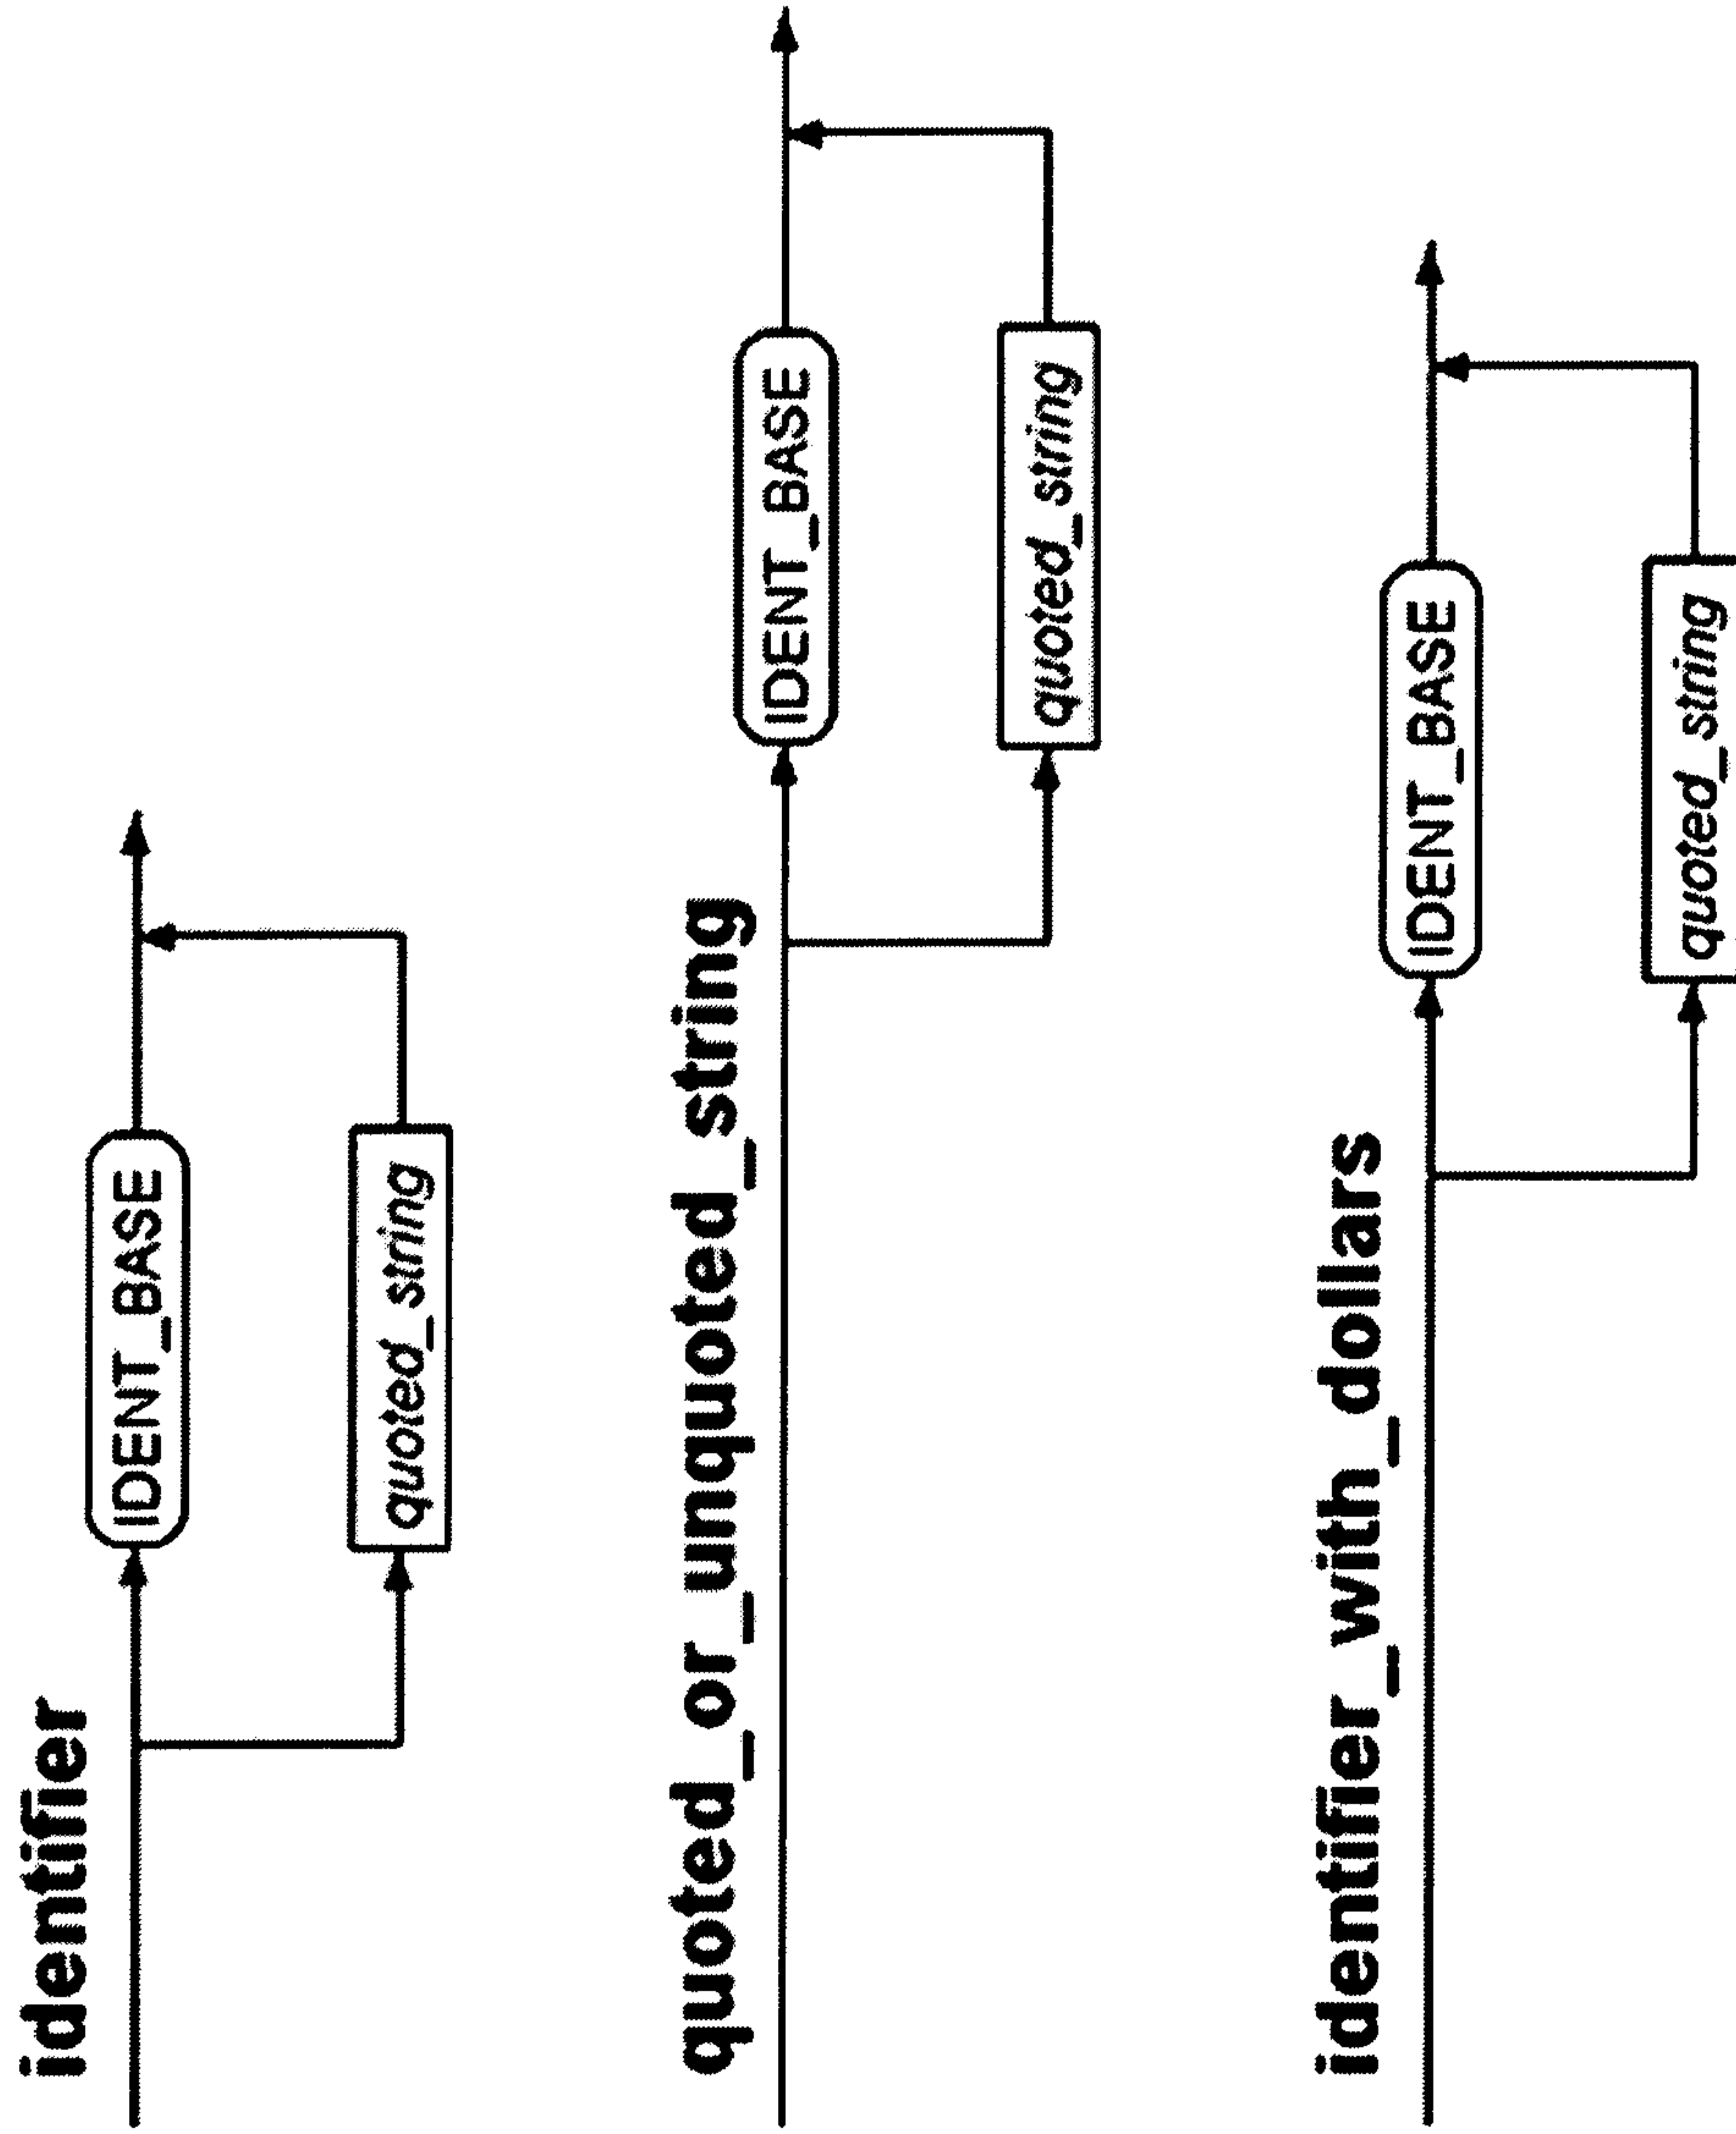 identifier
IDENT_BASE
quoted_string
quoted_or_unquoted_string
IDENT_BASE
quoted_string
identifier_with_dollars
IDENT_BASE
quoted_string